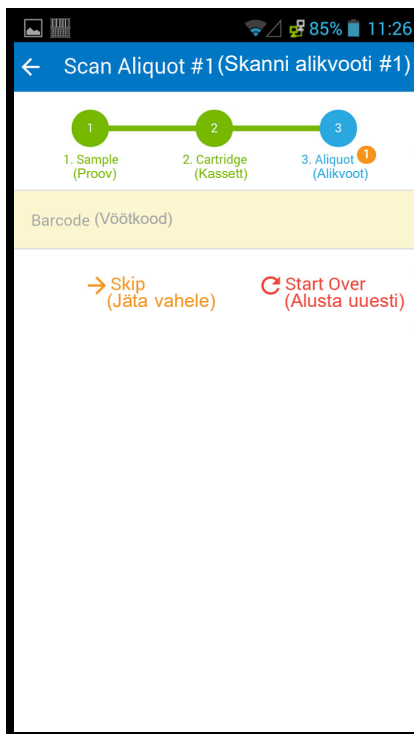 85% 11:26
Scan Aliquot #1(Skanni alikvooti #1)
1 2 3
1. Sample 2. Cartridge 3. Aliquot 1
(Proov) (Kassett) (Alikvoot)
Barcode (Vöötkood)
Skip Start Over
(Jäta vahele) (Alusta uuesti)